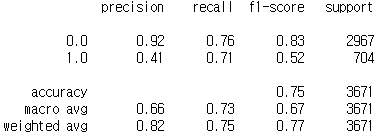 precision recall f1-score support
0.0 0.92 0.76 0.83 2967
1.0 0.41 0.71 0.52 704
accuracy 0.75 3671
macro avg 0.66 0.73 0.67 3671
weighted avg 0.82 0.75 0.77 3671